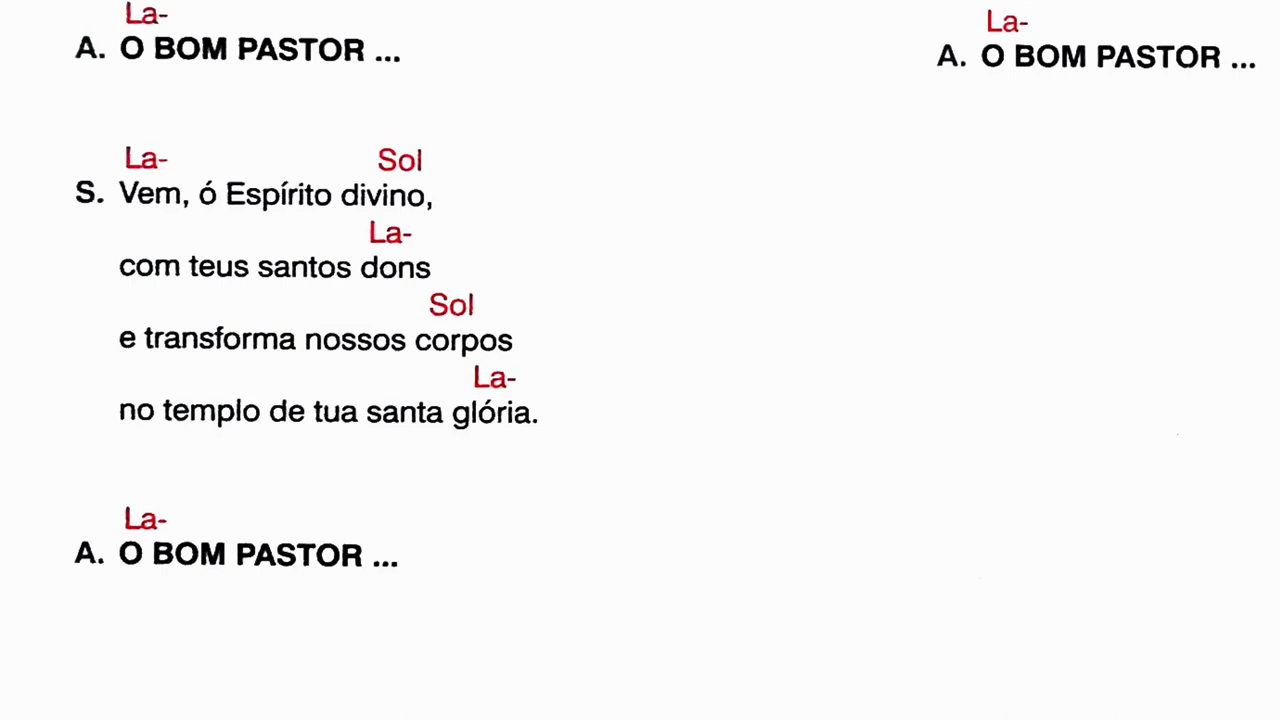 La-
A. O BOM PASTOR ...
La-
Sol
S. Vem, ó Espírito divino,
La-
com teus santos dons
Sol
e transforma nossos corpos
La-
no templo de tua santa glória.
La-
A. O BOM PASTOR ...
La-
A. O BOM PASTOR ...